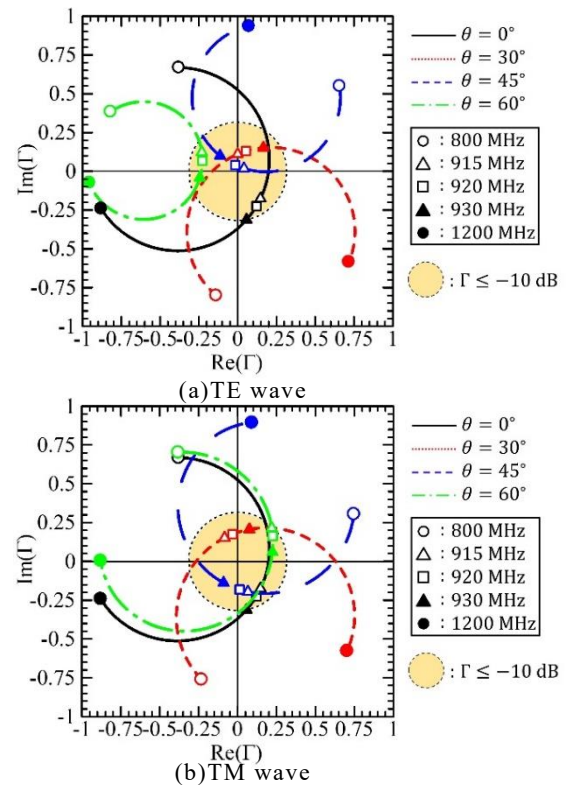 1
0.75
0.5
0.25
0
-0.25
-0.5
-0.75
-1
Im(Γ)
-1 -0.75 -0.5 -0.25 0 0.25 0.5 0.75 1
Re(Γ)
θ = 0°
θ = 30°
θ = 45°
θ = 60°
: 800 MHz
: 915 MHz
: 920 MHz
: 930 MHz
: 1200 MHz
: Γ ≤ −10 dB
(a)TE wave
1
0.75
0.5
0.25
0
-0.25
-0.5
-0.75
-1
Im(Γ)
-1 -0.75 -0.5 -0.25 0 0.25 0.5 0.75 1
Re(Γ)
θ = 0°
θ = 30°
θ = 45°
θ = 60°
: 800 MHz
: 915 MHz
: 920 MHz
: 930 MHz
: 1200 MHz
: Γ ≤ −10 dB
(b)TM wave